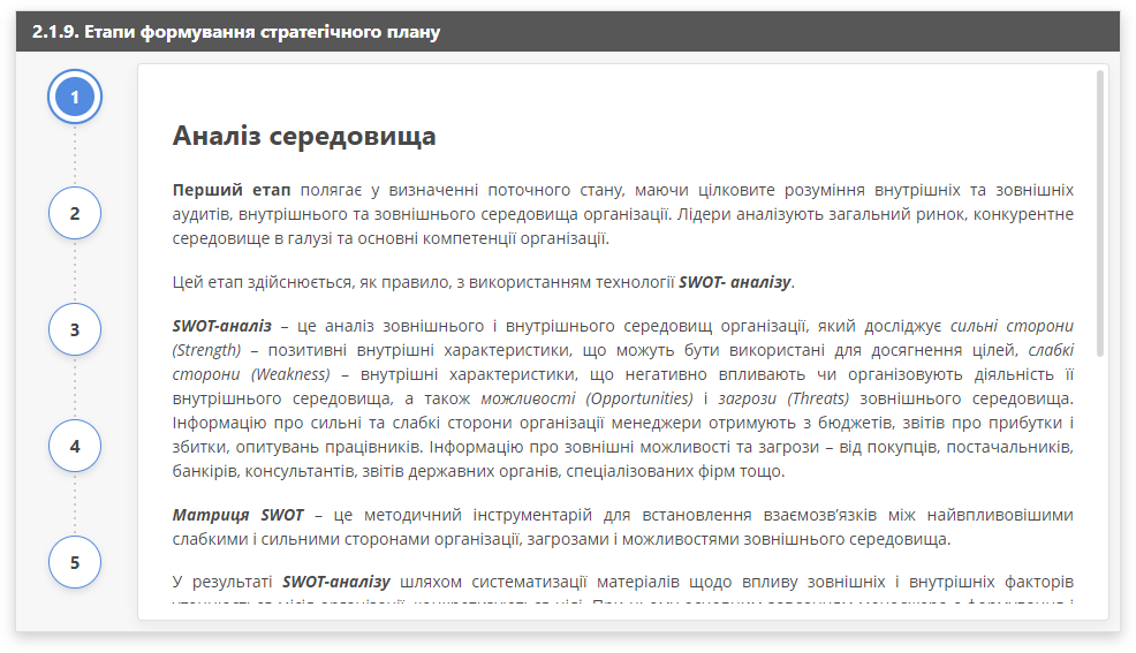 2.1.9. Етапи формування стратегічного плану
1
Аналіз середовища
Перший етап полягає у визначенні поточного стану, маючи цілковите розуміння внутрішніх та зовнішніх
аудитів, внутрішнього та зовнішнього середовища організації. Лідери аналізують загальний ринок, конкурентне
середовище в галузі та основні компетенції організації.
2
Цей етап здійснюється, як правило, з використанням технології SWOT- аналізу.
3
SWOT-аналіз – це аналіз зовнішнього і внутрішнього середовищ організації, який досліджує сильні сторони
(Strength) – позитивні внутрішні характеристики, що можуть бути використані для досягнення цілей, слабкі
сторони (Weakness) – внутрішні характеристики, що негативно впливають чи організовують діяльність її
внутрішнього середовища, а також можливості (Opportunities) і загрози (Threats) зовнішнього середовища.
Інформацію про сильні та слабкі сторони організації менеджери отримують з бюджетів, звітів про прибутки і
збитки, опитувань працівників. Інформацію про зовнішні можливості та загрози – від покупців, постачальників,
банкірів, консультантів, звітів державних органів, спеціалізованих фірм тощо.
4
Матриця SWOT – це методичний інструментарій для встановлення взаємозв’язків між найвпливовішими
слабкими і сильними сторонами організації, загрозами і можливостями зовнішнього середовища.
5
У результаті SWOT-аналізу шляхом систематизації матеріалів щодо впливу зовнішніх і внутрішніх факторів